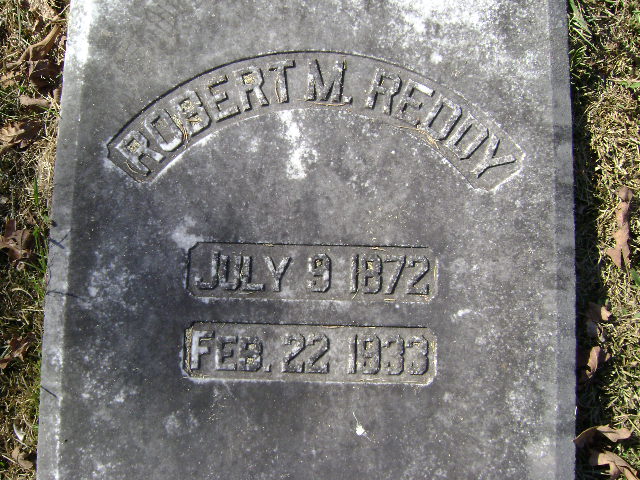 ROBERT M. REDDY
JULY 9 1872
FEB. 22 1933